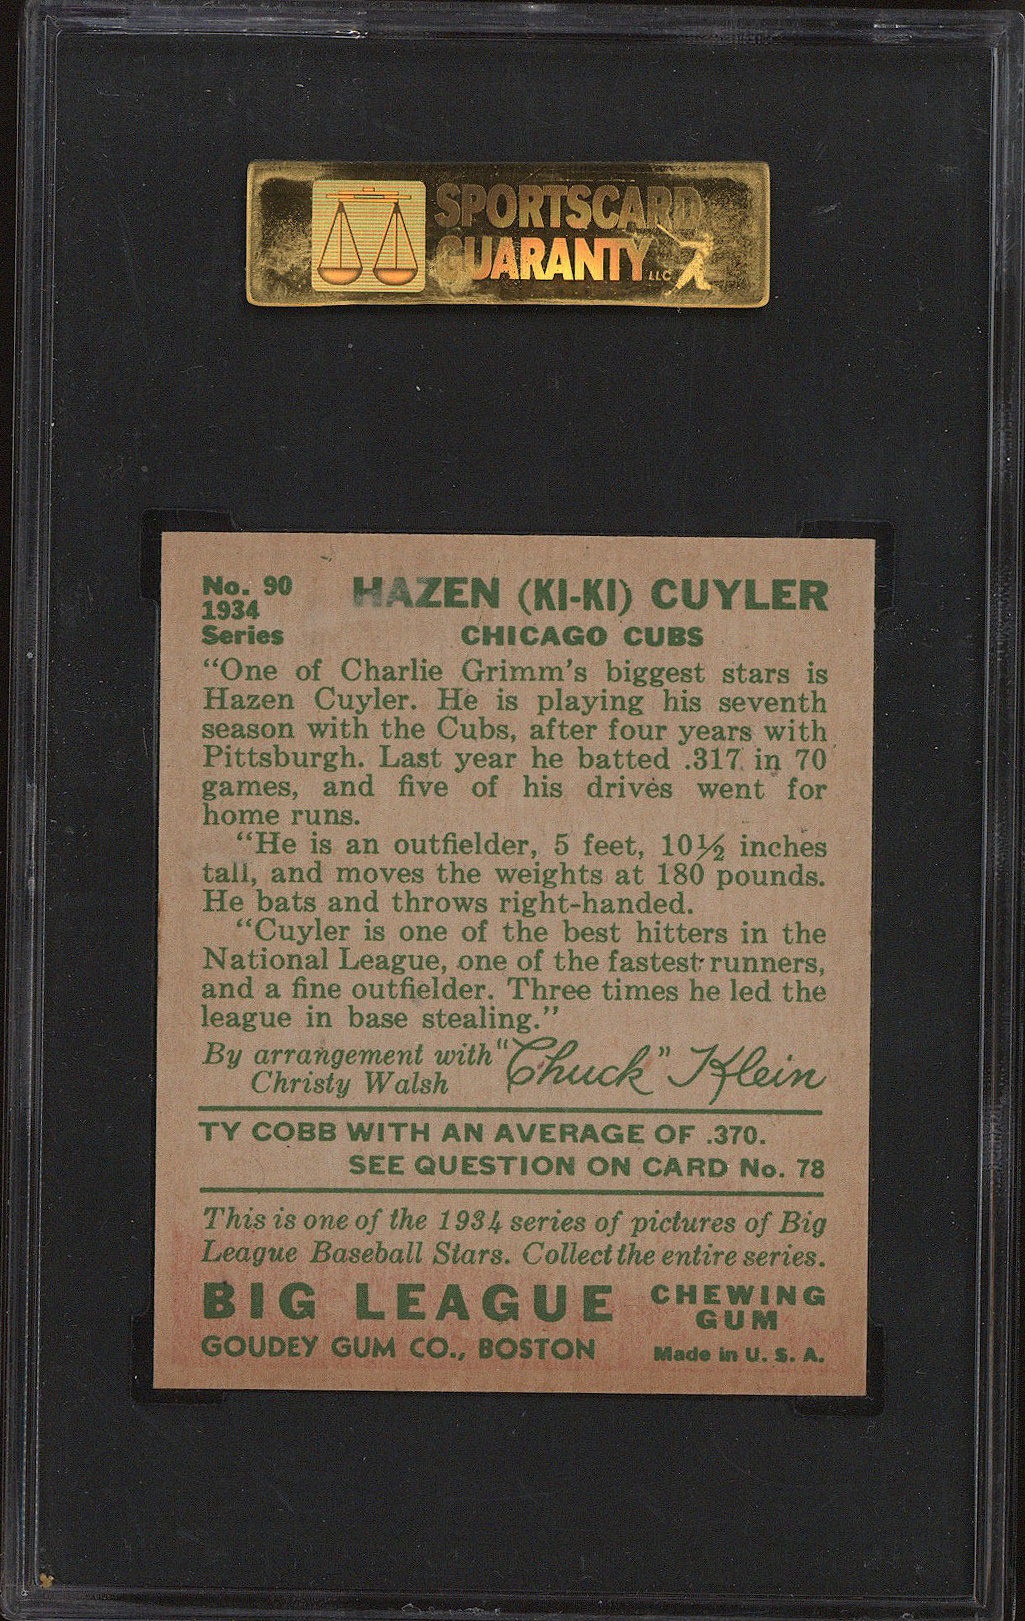 SPORTSCARD
GUARANTY LLC
No. 90
1934
Series
HAZEN (KI-KI) CUYLER
CHICAGO CUBS
“One of Charlie Grimm’s biggest stars is
Hazen Cuyler. He is playing his seventh
season with the Cubs, after four years with
Pittsburgh. Last year he batted .317 in 70
games, and five of his drives went for
home runs.
“He is an outfielder, 5 feet, 10½ inches
tall, and moves the weights at 180 pounds.
He bats and throws right-handed.
“Cuyler is one of the best hitters in the
National League, one of the fastest runners,
and a fine outfielder. Three times he led the
league in base stealing.”
By arrangement with
Christy Walsh
“Chuck” Klein
TY COBB WITH AN AVERAGE OF .370.
SEE QUESTION ON CARD No. 78
This is one of the 1934 series of pictures of Big
League Baseball Stars. Collect the entire series.
BIG LEAGUE
CHEWING
GUM
GOUDEY GUM CO., BOSTON
Made in U. S. A.